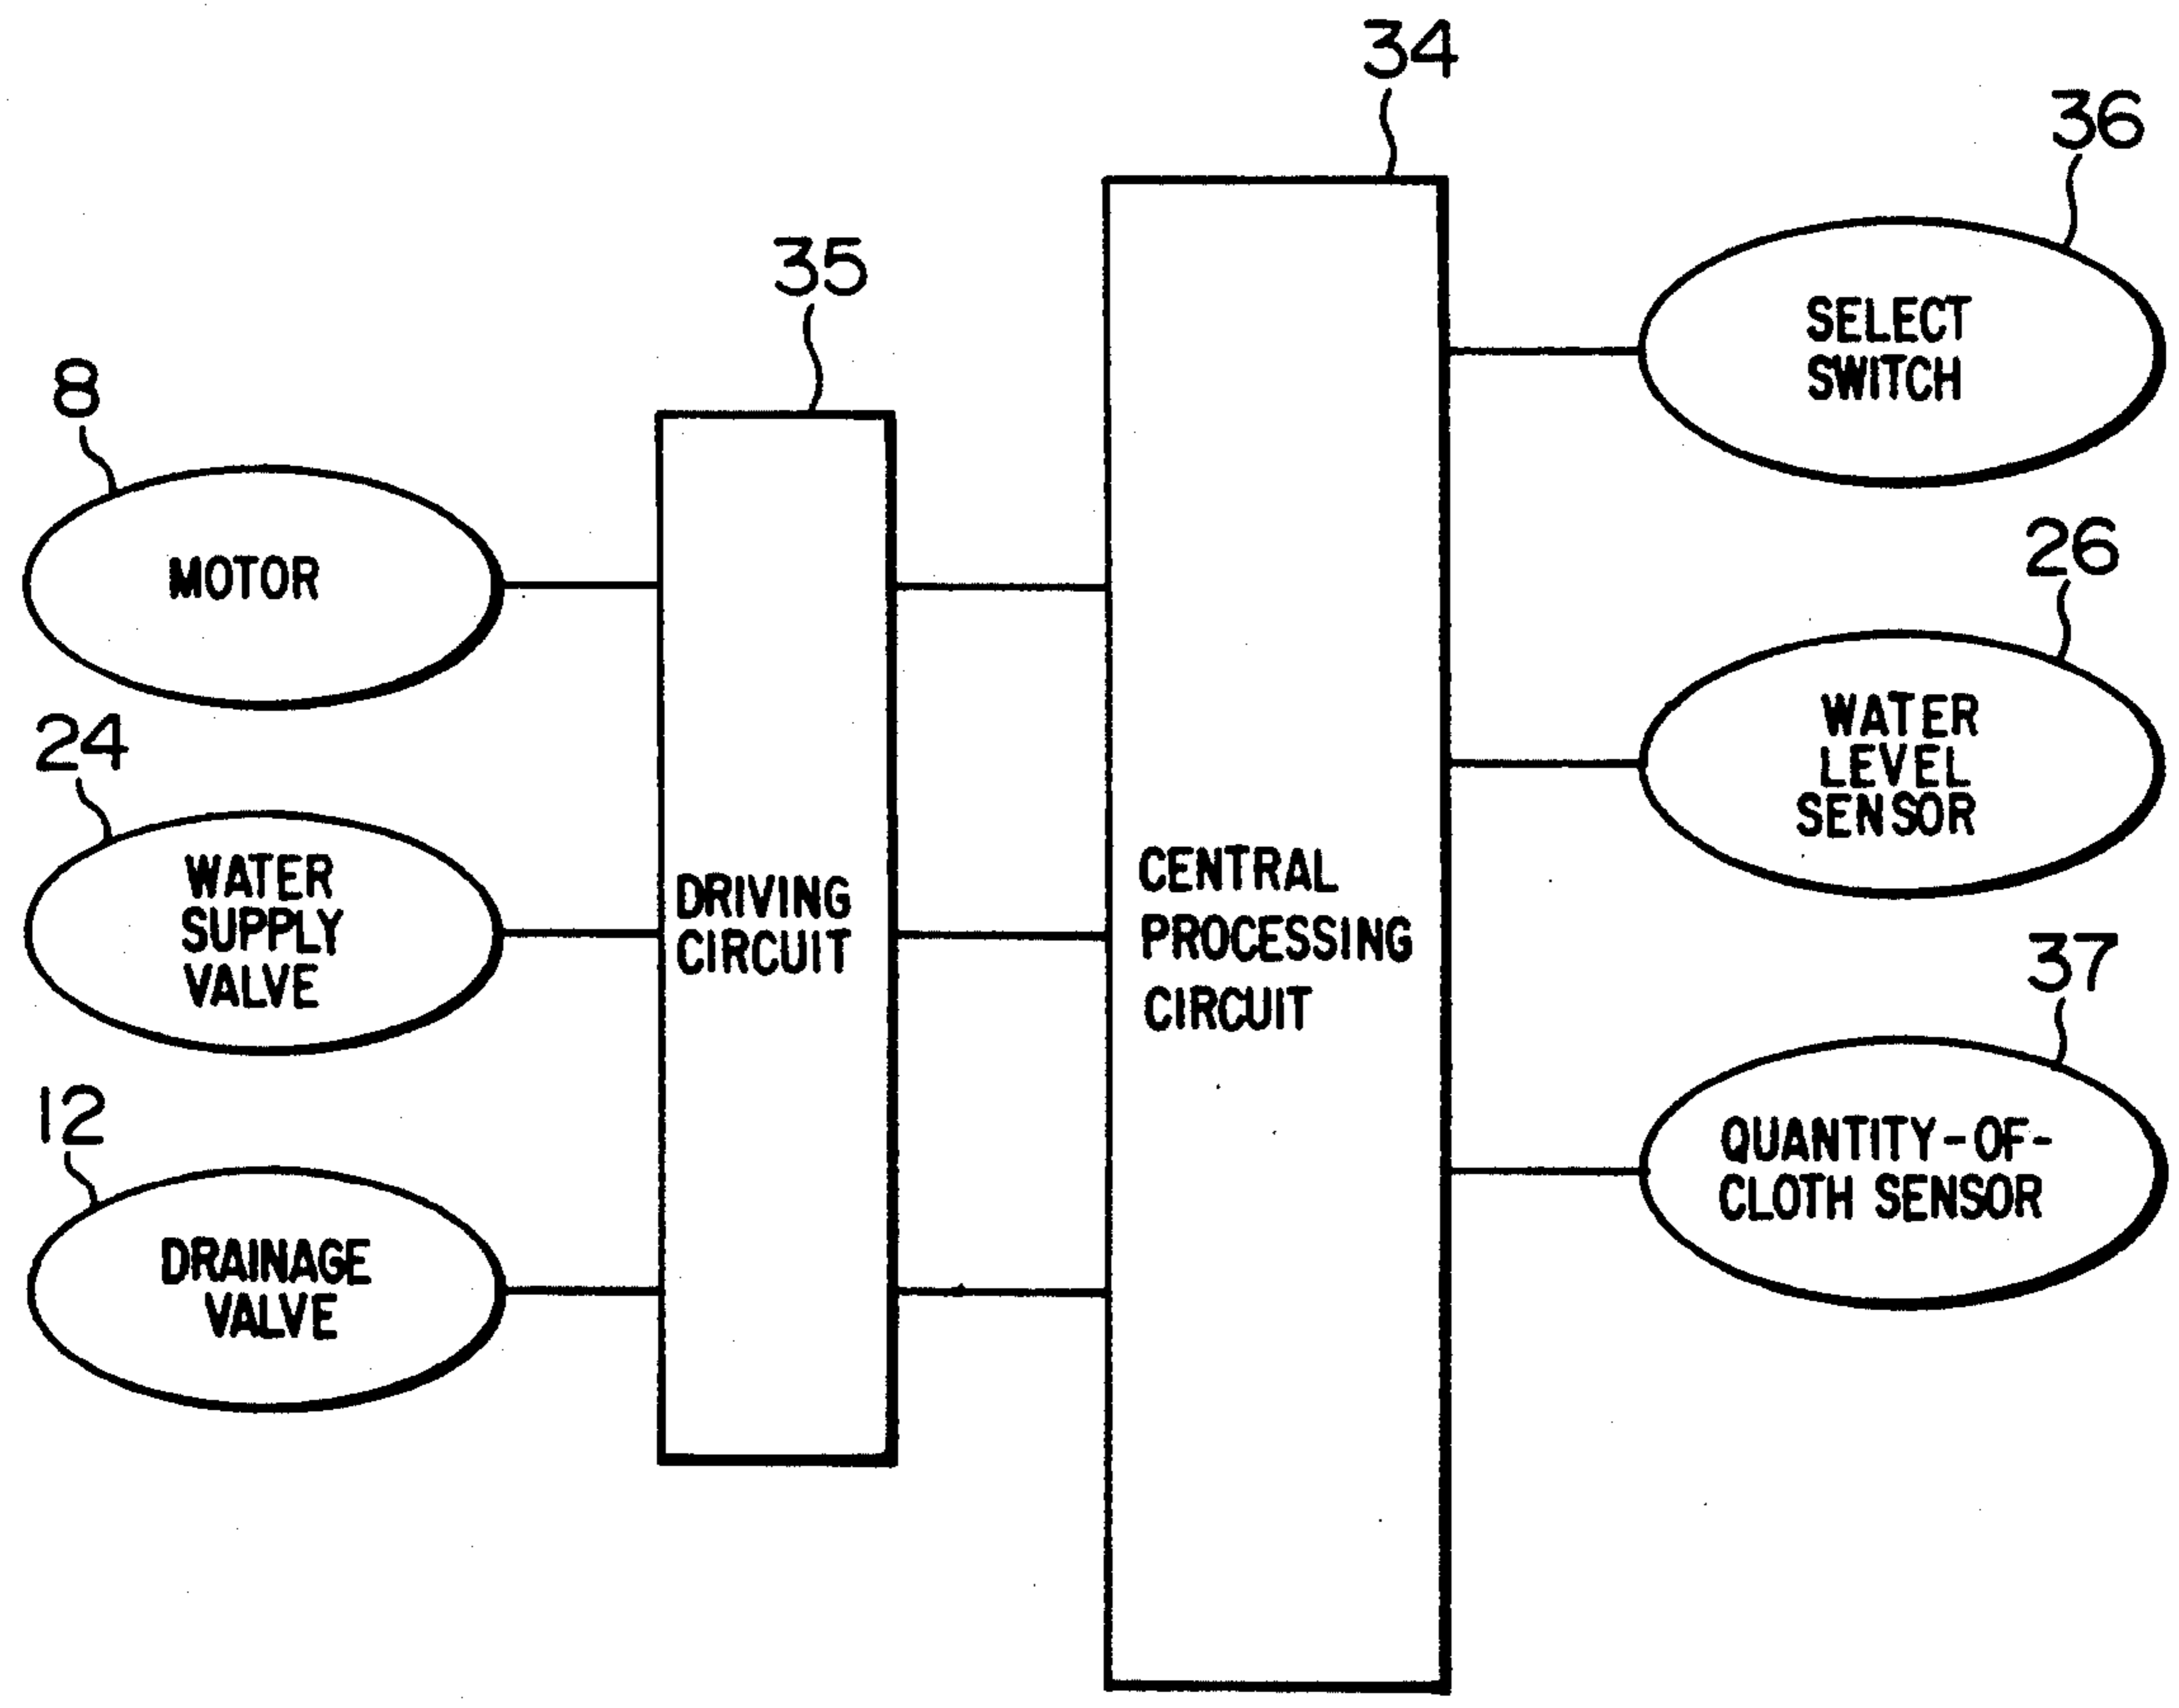 34
36
35
SELECT
SWITCH
8
MOTOR
26
WATER
LEVEL
SENSOR
24
WATER
SUPPLY
VALVE
DRIVING
CIRCUIT
CENTRAL
PROCESSING
CIRCUIT
37
QUANTITY-OF-
CLOTH SENSOR
12
DRAINAGE
VALVE